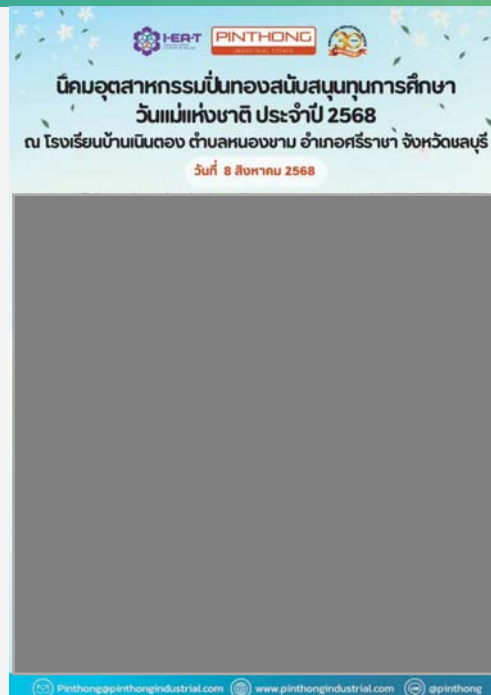 I-EA-T PINTHONG
INDUSTRIAL ESTATE
นิคมอุตสาหกรรมปิ่นทองสนับสนุนทุนการศึกษา
วันแม่แห่งชาติ ประจำปี 2568
ณ โรงเรียนบ้านเนินตอง ตำบลหนองขาม อำเภอศรีราชา จังหวัดชลบุรี
วันที่ 8 สิงหาคม 2568
Pinthong@pinthongindustrial.com www.pinthongindustrial.com @pinthong